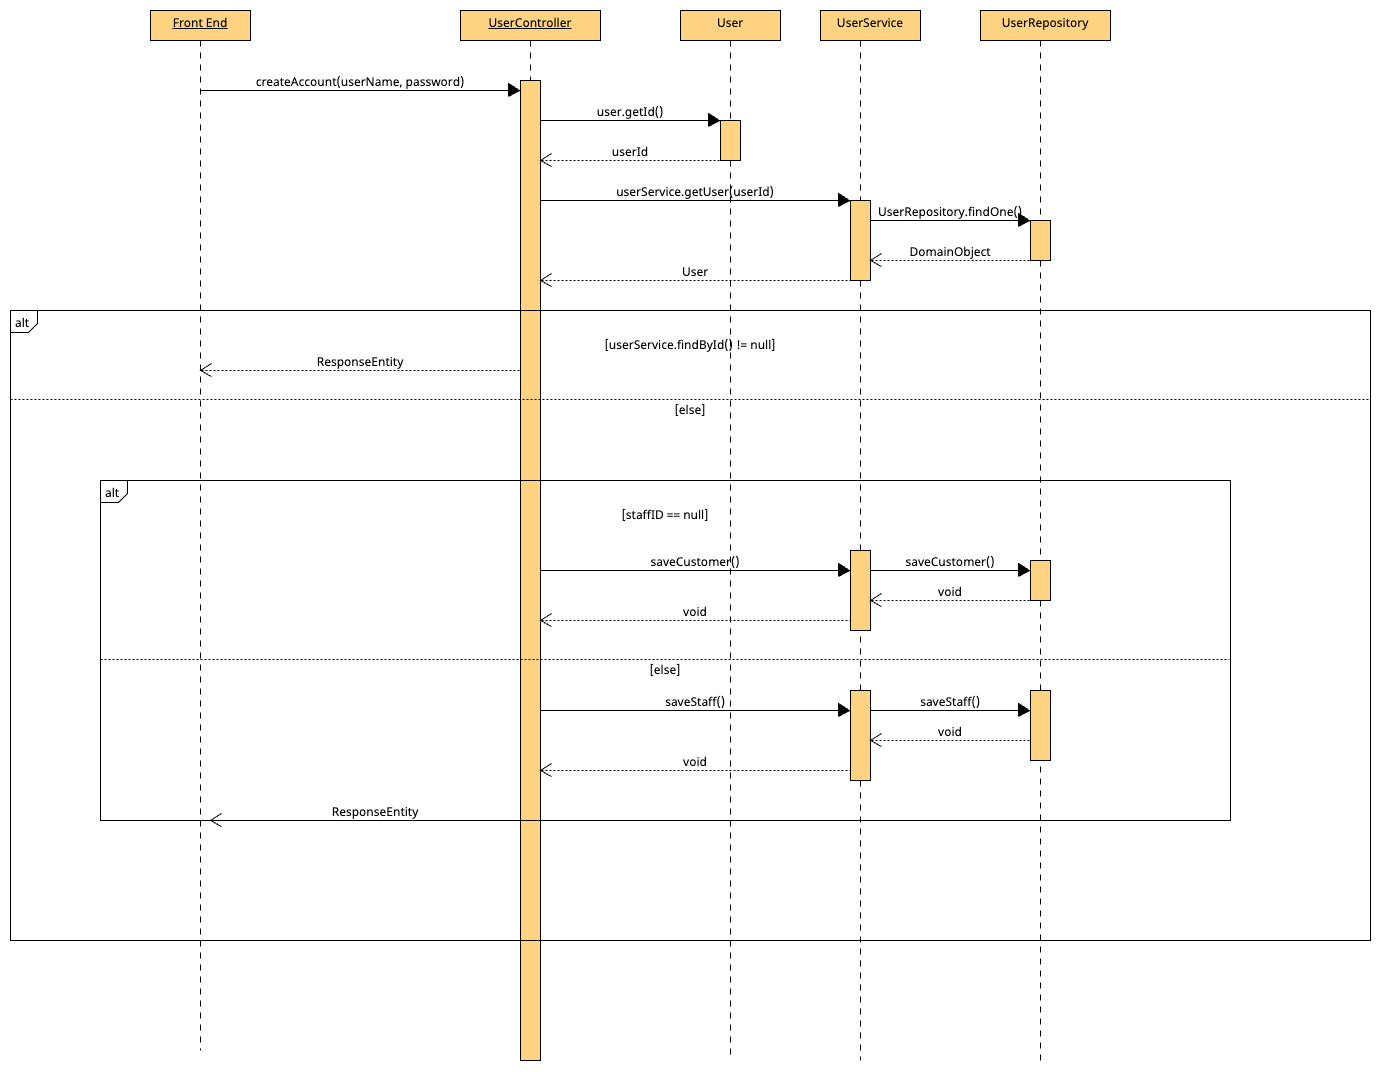 Front End
UserController
User
UserService
UserRepository
createAccount(userName, password)
user.getId()
userId
userService.getUser(userId)
UserRepository.findOne()
DomainObject
User
alt
[userService.findById() != null]
ResponseEntity
[else]
alt
[staffID == null]
saveCustomer()
saveCustomer()
void
void
[else]
saveStaff()
saveStaff()
void
void
ResponseEntity